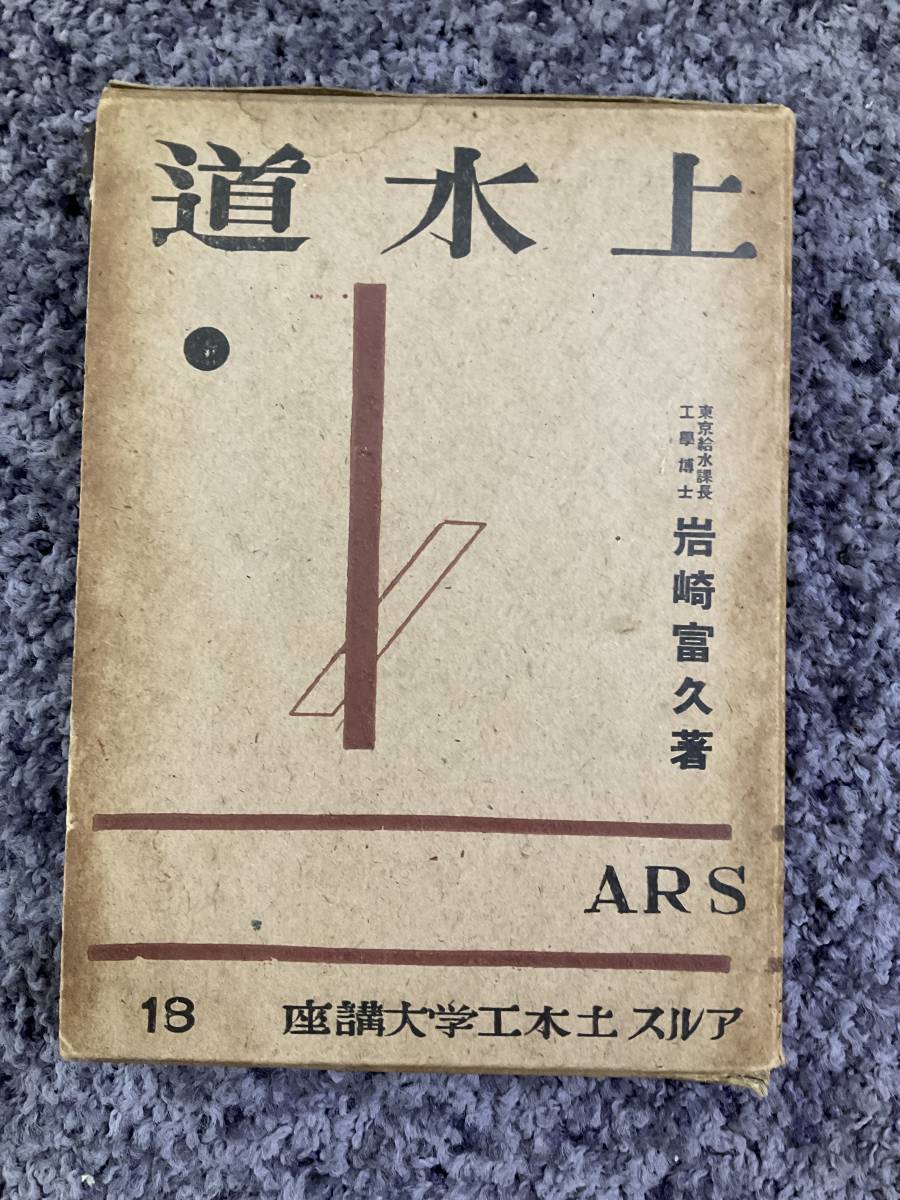 上水道
東京給水課長
工學博士
岩崎富久著
ARS
アルス土木工学大講座
18